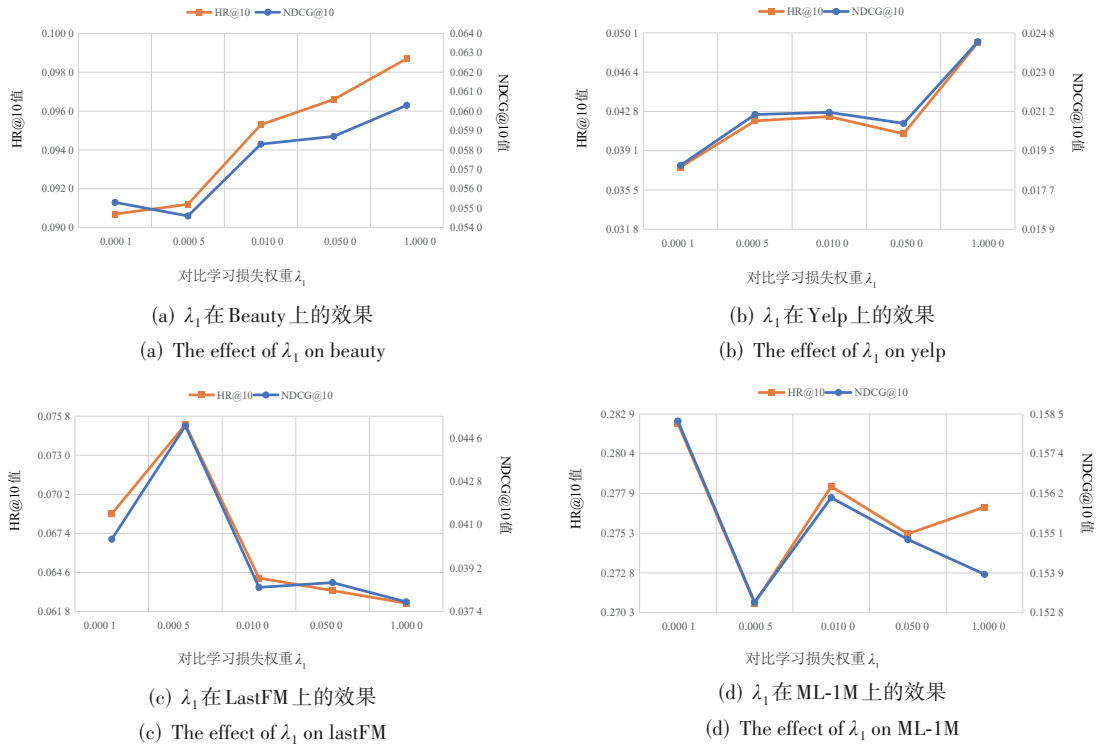 HR@10 NDCG@10
0.100 0
0.098 0
0.096 0
0.094 0
0.092 0
0.090 0
HR@10值
0.064 0
0.063 0
0.062 0
0.061 0
0.060 0
0.059 0
0.058 0
0.057 0
0.056 0
0.055 0
0.054 0
NDCG@10值
0.000 1 0.000 5 0.010 0 0.050 0 1.000 0
对比学习损失权重 λ₁
(a) λ₁在Beauty上的效果
(a) The effect of λ₁ on beauty
HR@10 NDCG@10
0.050 1
0.046 4
0.042 8
0.039 1
0.035 5
0.031 8
HR@10值
0.024 8
0.023 0
0.021 2
0.019 5
0.017 7
0.015 9
NDCG@10值
0.000 1 0.000 5 0.010 0 0.050 0 1.000 0
对比学习损失权重 λ₁
(b) λ₁在Yelp上的效果
(b) The effect of λ₁ on yelp
HR@10 NDCG@10
0.075 8
0.073 0
0.070 2
0.067 4
0.064 6
0.061 8
HR@10值
0.044 6
0.042 8
0.041 0
0.039 2
0.037 4
NDCG@10值
0.000 1 0.000 5 0.010 0 0.050 0 1.000 0
对比学习损失权重 λ₁
(c) λ₁在LastFM上的效果
(c) The effect of λ₁ on lastFM
HR@10 NDCG@10
0.282 9
0.280 4
0.277 9
0.275 3
0.272 8
0.270 3
HR@10值
0.158 5
0.157 4
0.156 2
0.155 1
0.153 9
0.152 8
NDCG@10值
0.000 1 0.000 5 0.010 0 0.050 0 1.000 0
对比学习损失权重 λ₁
(d) λ₁在ML-1M上的效果
(d) The effect of λ₁ on ML-1M